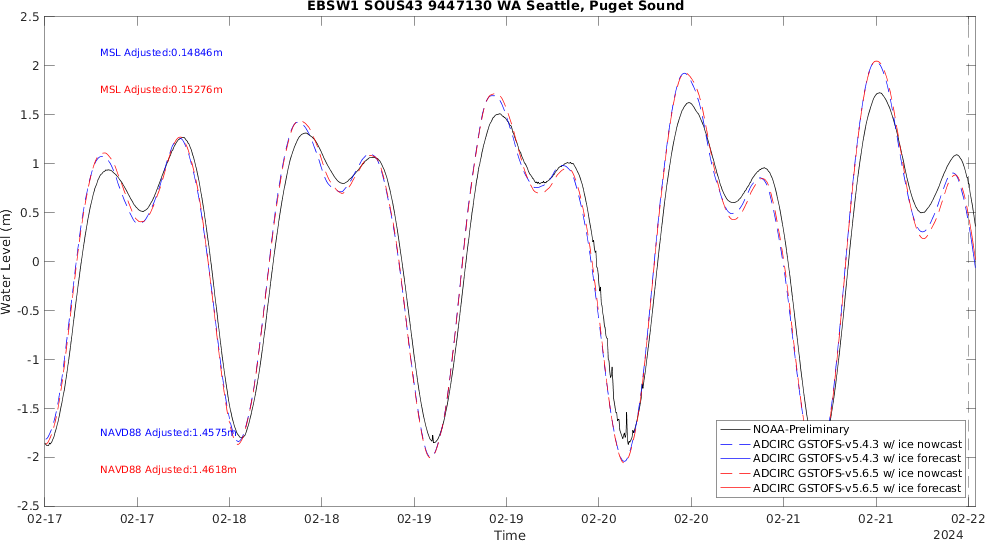 EBSW1 SOUS43 9447130 WA Seattle, Puget Sound
2.5
2
1.5
1
0.5
0
-0.5
-1
-1.5
-2
-2.5
Water Level (m)
MSL Adjusted:0.14846m
MSL Adjusted:0.15276m
NAVD88 Adjusted:1.4575m
NAVD88 Adjusted:1.4618m
NOAA-Preliminary
ADCIRC GSTOFS-v5.4.3 w/ ice nowcast
ADCIRC GSTOFS-v5.4.3 w/ ice forecast
ADCIRC GSTOFS-v5.6.5 w/ ice nowcast
ADCIRC GSTOFS-v5.6.5 w/ ice forecast
02-17 02-17 02-18 02-18 02-19 02-19 02-20 02-20 02-21 02-21 02-22
Time
2024